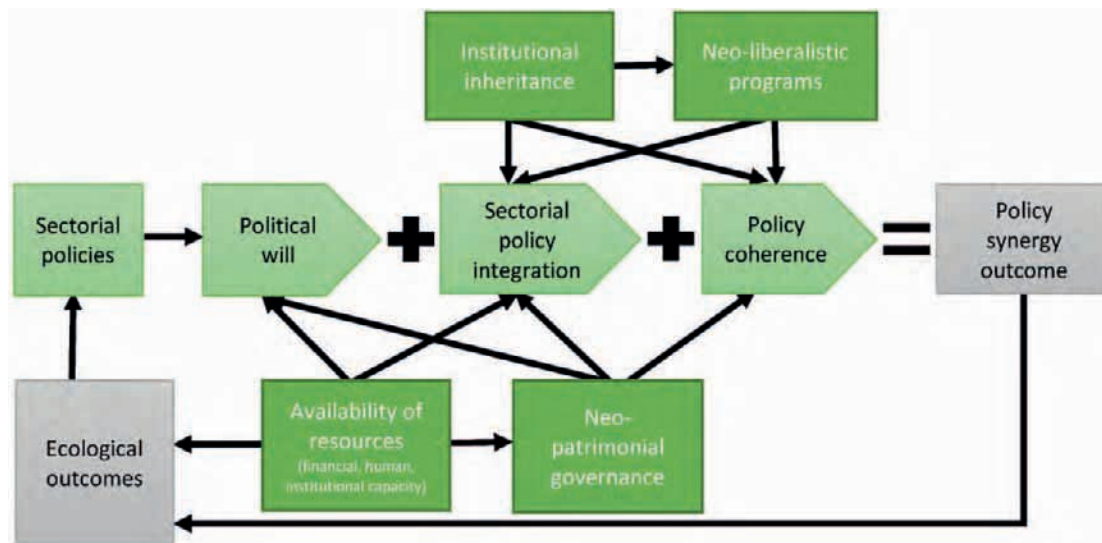 Institutional
inheritance
Neo-liberalistic
programs
Sectorial
policies
Political
will
+
Sectorial
policy
integration
+
Policy
coherence
=
Policy
synergy
outcome
Ecological
outcomes
Availability of
resources
(financial, human,
institutional capacity)
Neo-
patrimonial
governance